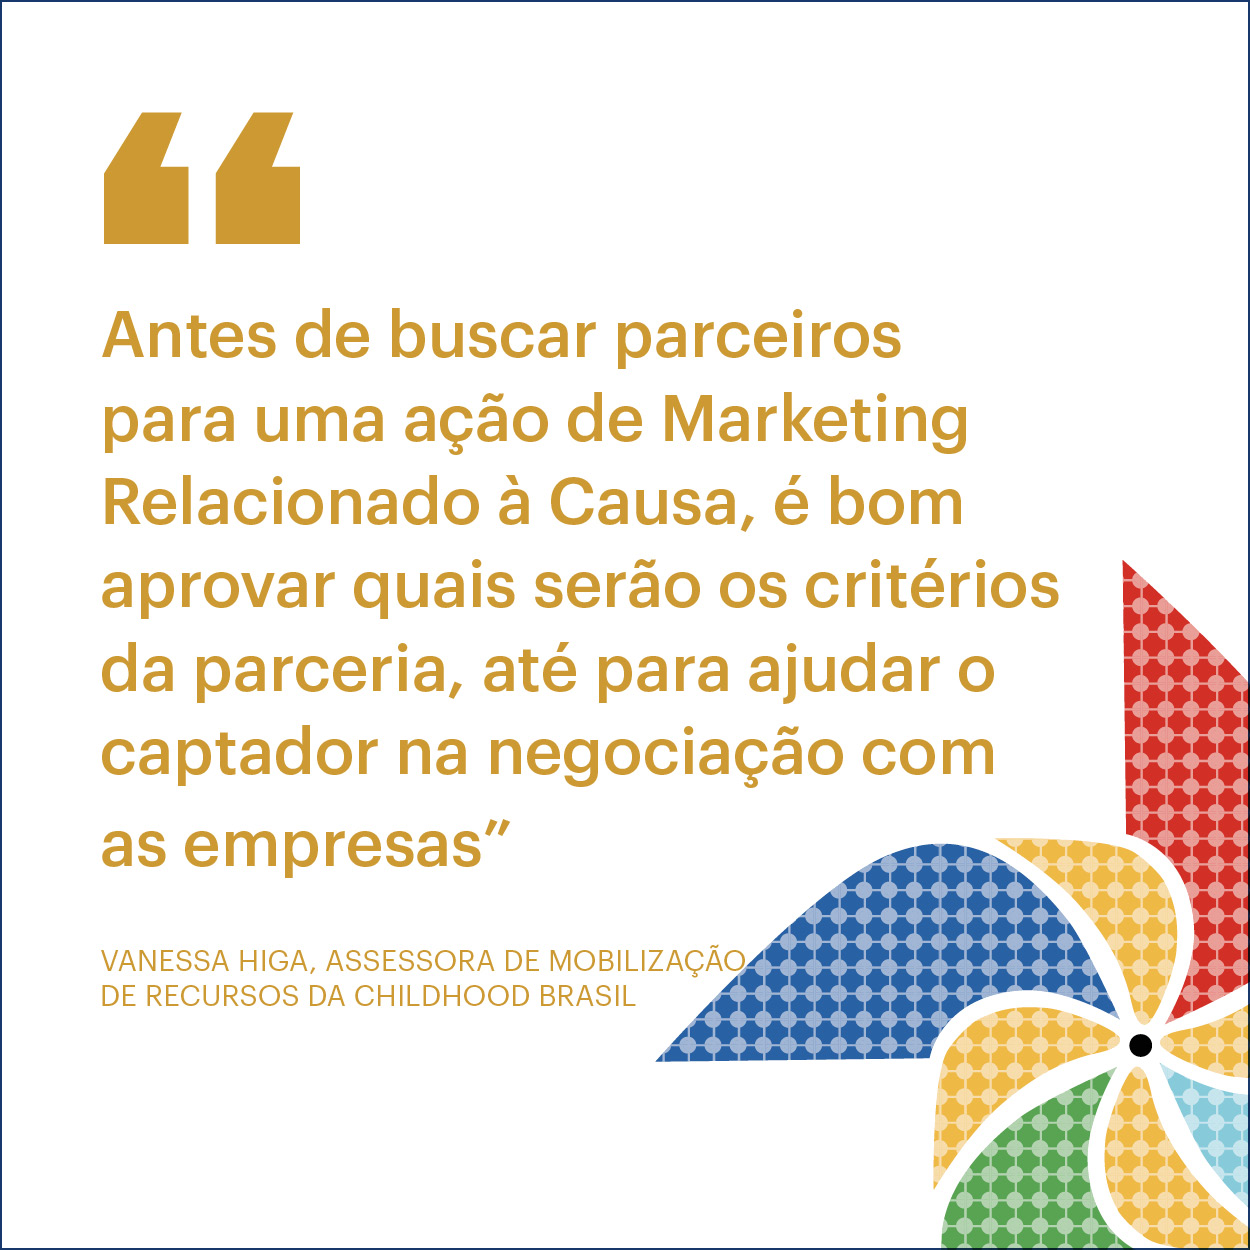 “
Antes de buscar parceiros
para uma ação de Marketing
Relacionado à Causa, é bom
aprovar quais serão os critérios
da parceria, até para ajudar o
captador na negociação com
as empresas”
VANESSA HIGA, ASSESSORA DE MOBILIZAÇÃO
DE RECURSOS DA CHILDHOOD BRASIL